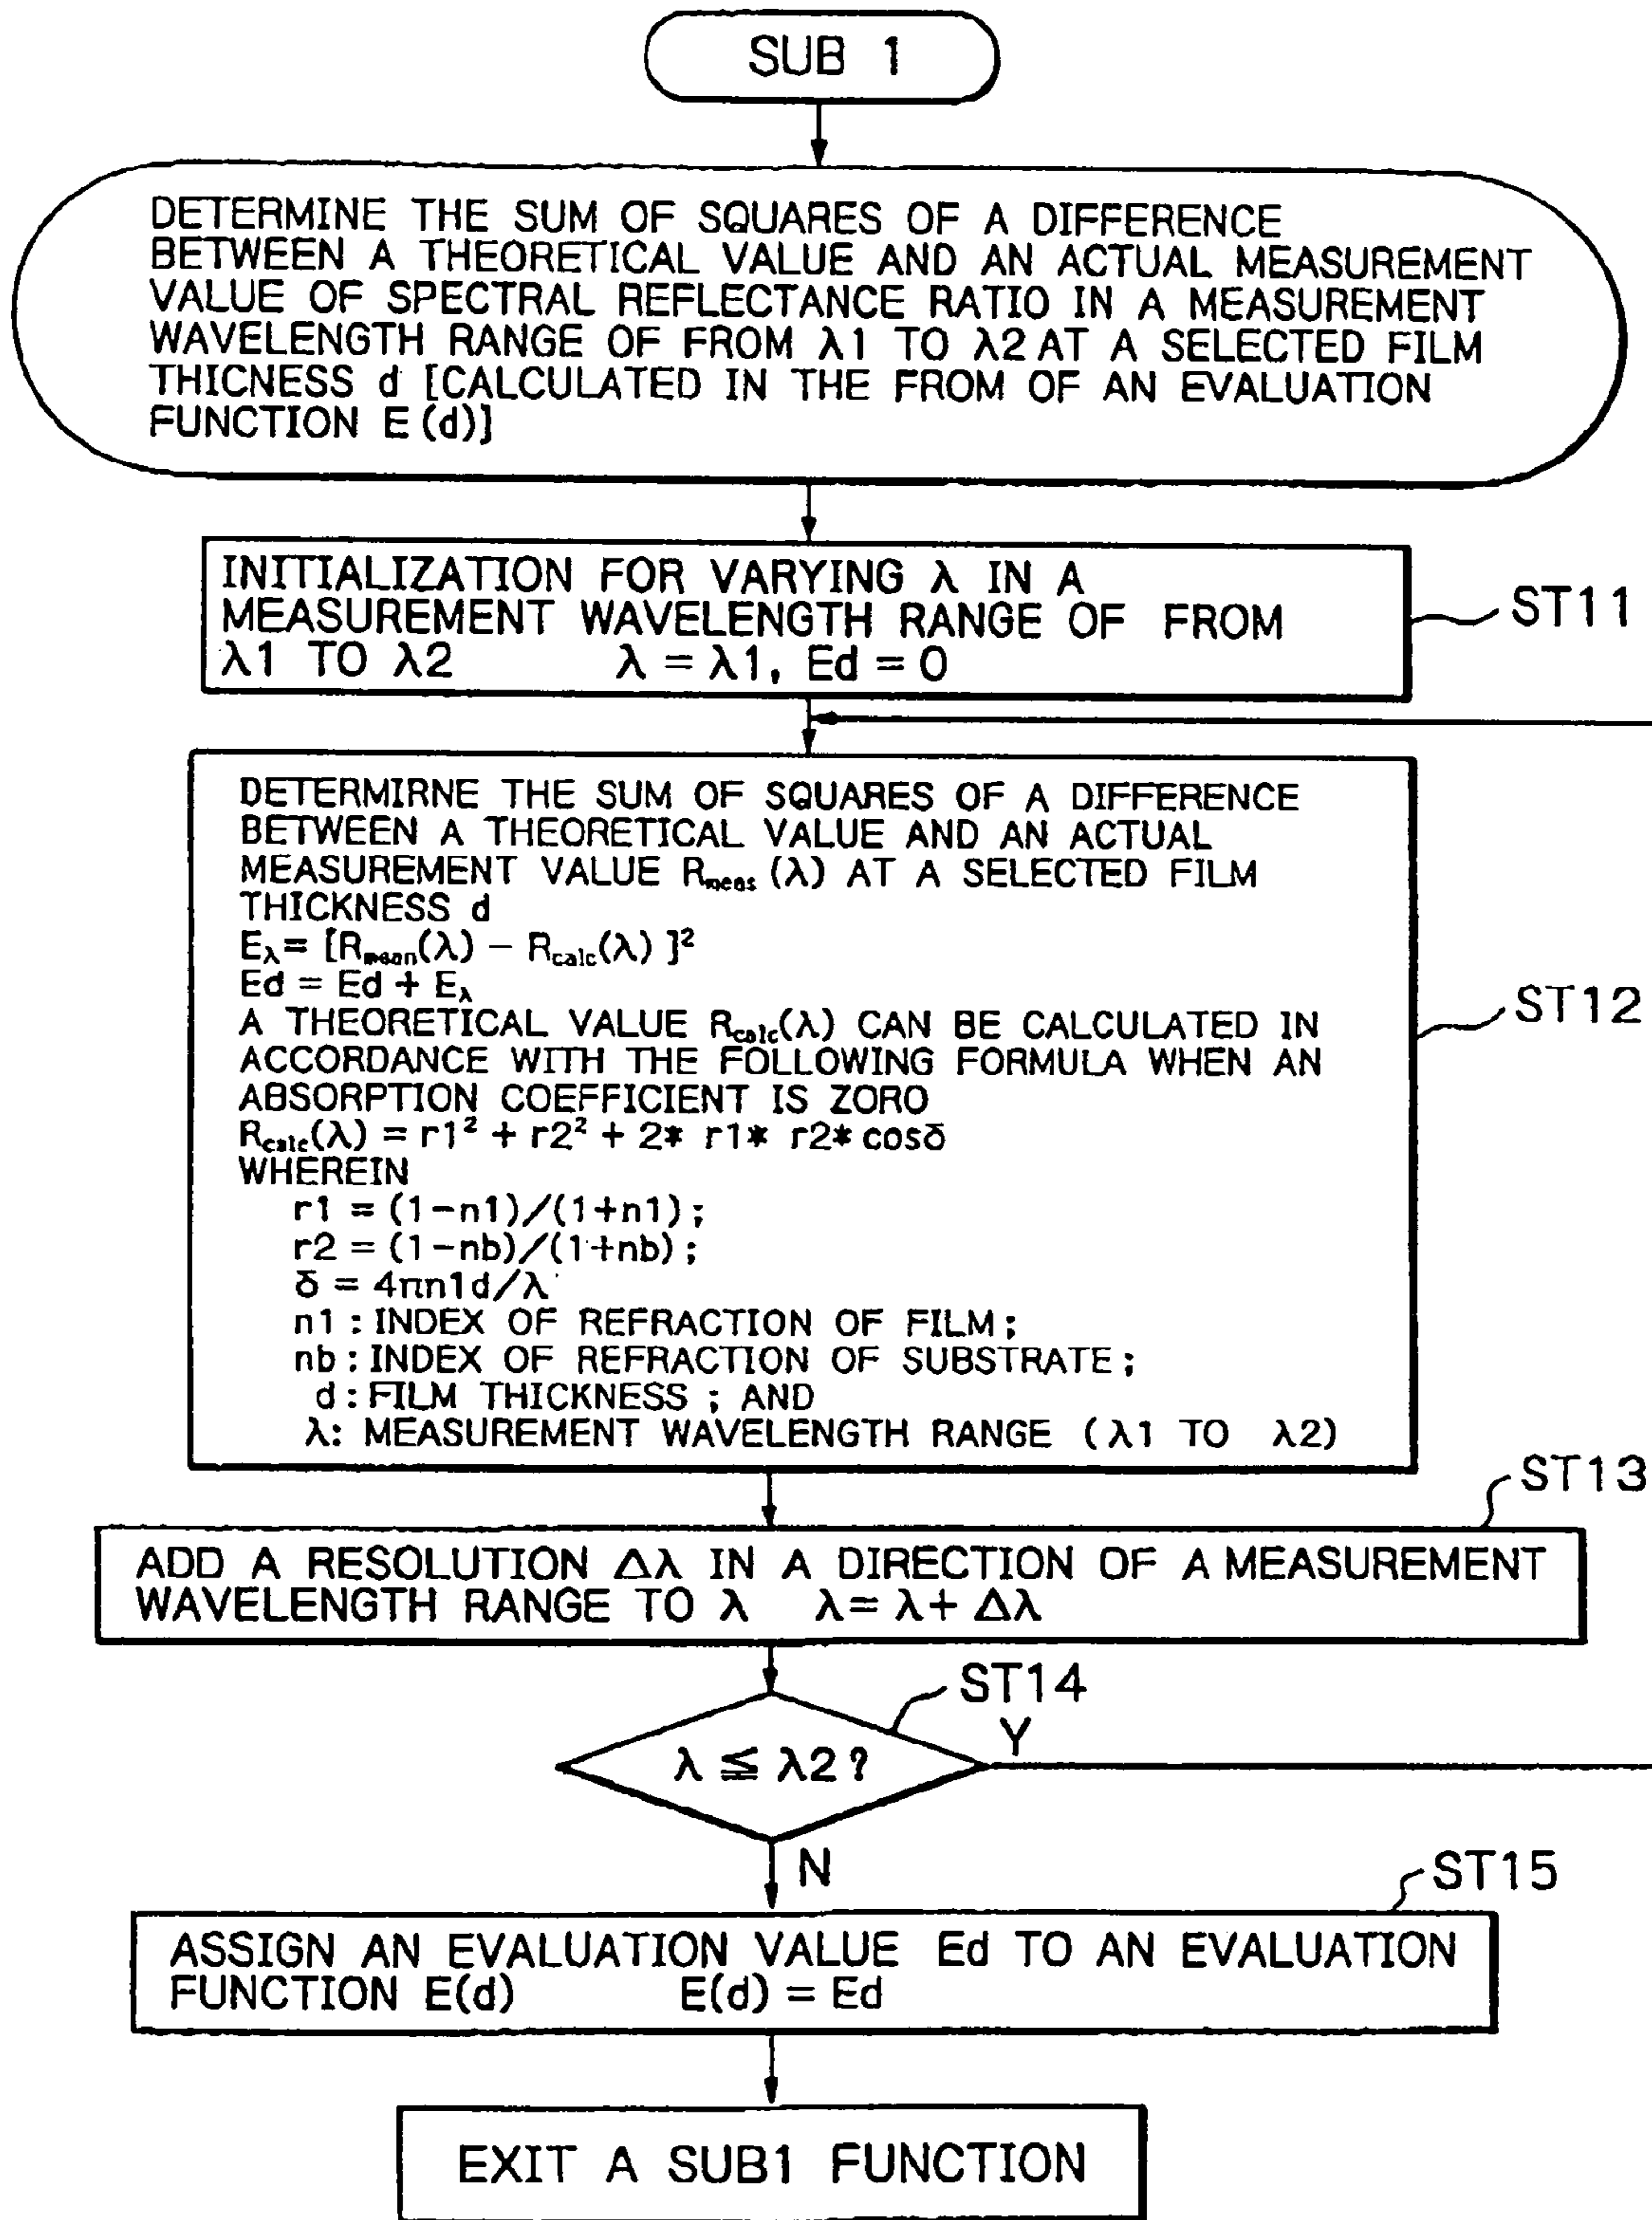 SUB 1
DETERMINE THE SUM OF SQUARES OF A DIFFERENCE
BETWEEN A THEORETICAL VALUE AND AN ACTUAL MEASUREMENT
VALUE OF SPECTRAL REFLECTANCE RATIO IN A MEASUREMENT
WAVELENGTH RANGE OF FROM λ1 TO λ2 AT A SELECTED FILM
THICNESS d [CALCULATED IN THE FROM OF AN EVALUATION
FUNCTION E(d)]
INITIALIZATION FOR VARYING λ IN A
MEASUREMENT WAVELENGTH RANGE OF FROM
λ1 TO λ2 λ = λ1, Ed = 0
ST11
DETERMIRNE THE SUM OF SQUARES OF A DIFFERENCE
BETWEEN A THEORETICAL VALUE AND AN ACTUAL
MEASUREMENT VALUE Rmeas (λ) AT A SELECTED FILM
THICKNESS d
Eλ = [Rmean(λ) − Rcalc(λ) ]²
Ed = Ed + Eλ
A THEORETICAL VALUE Rcalc(λ) CAN BE CALCULATED IN
ACCORDANCE WITH THE FOLLOWING FORMULA WHEN AN
ABSORPTION COEFFICIENT IS ZORO
Rcalc(λ) = r1² + r2² + 2* r1* r2* cosδ
WHEREIN
r1 = (1−n1)/(1+n1);
r2 = (1−nb)/(1+nb);
δ = 4πn1d/λ
n1 : INDEX OF REFRACTION OF FILM;
nb : INDEX OF REFRACTION OF SUBSTRATE;
d : FILM THICKNESS ; AND
λ: MEASUREMENT WAVELENGTH RANGE (λ1 TO λ2)
ST12
ST13
ADD A RESOLUTION Δλ IN A DIRECTION OF A MEASUREMENT
WAVELENGTH RANGE TO λ λ = λ + Δλ
ST14
Y
λ ≦ λ2 ?
N
ST15
ASSIGN AN EVALUATION VALUE Ed TO AN EVALUATION
FUNCTION E(d) E(d) = Ed
EXIT A SUB1 FUNCTION